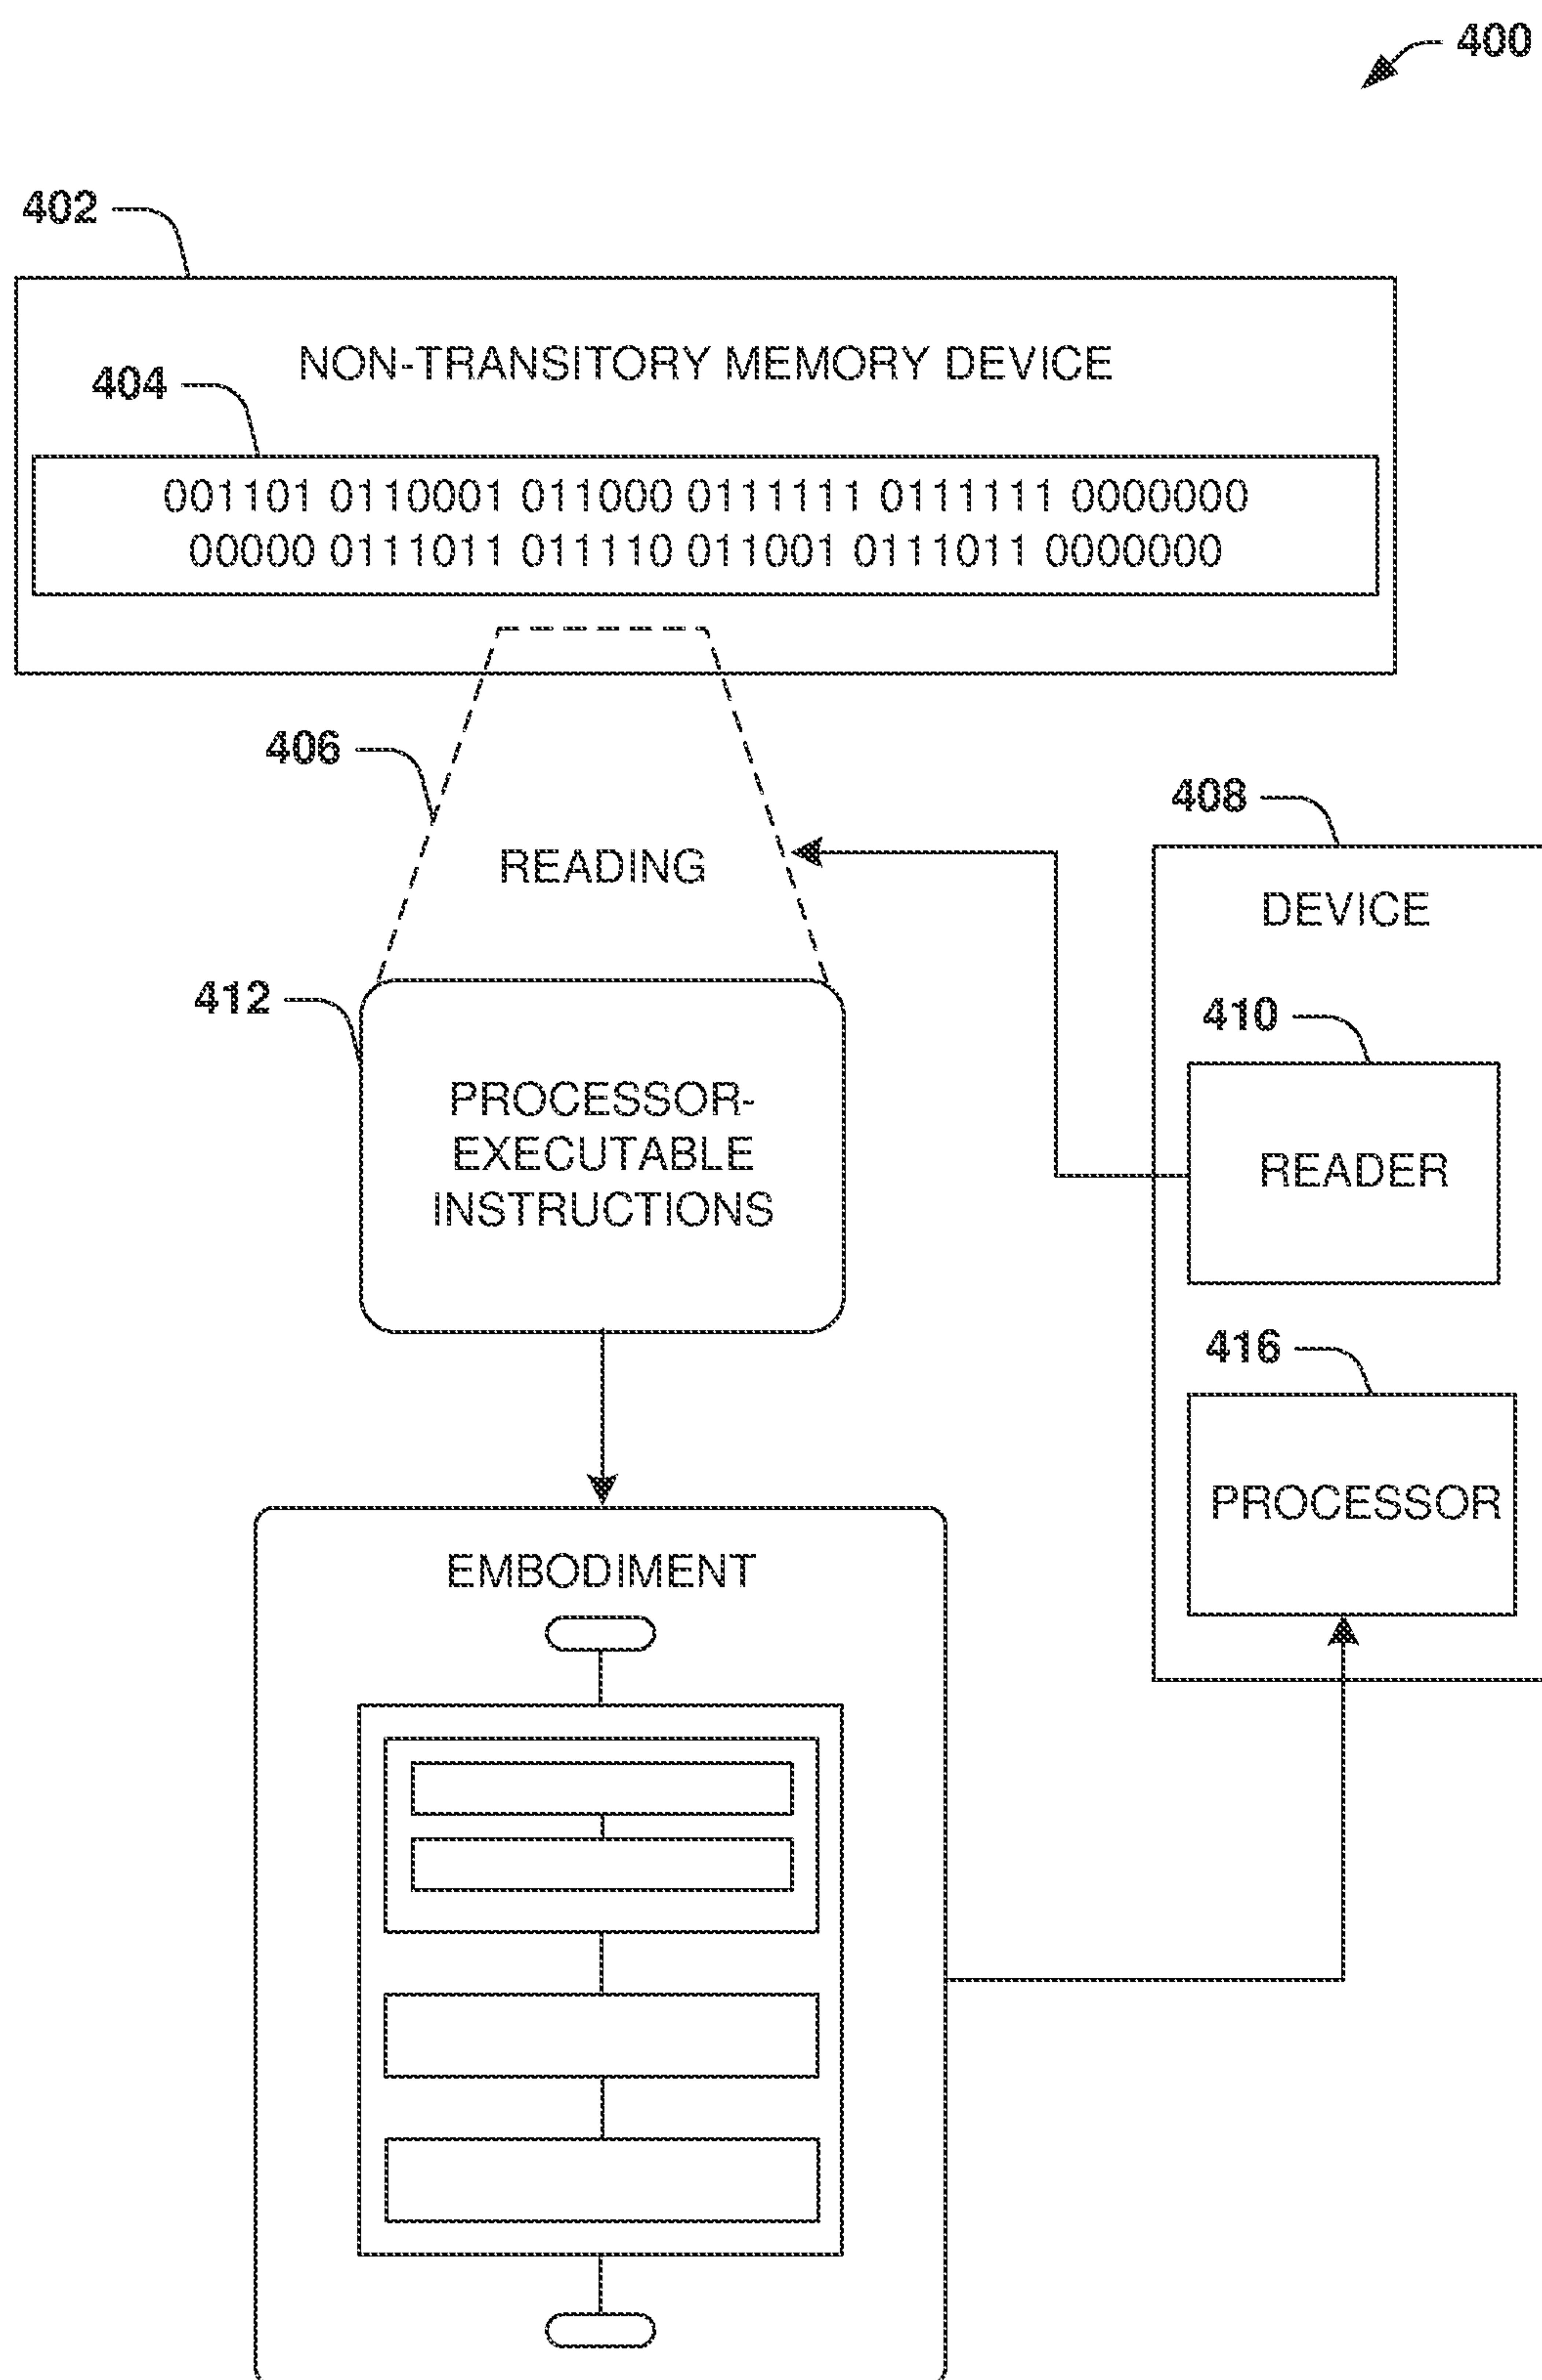 400
402
NON-TRANSITORY MEMORY DEVICE
404
001101 0110001 011000 0111111 0111111 0000000
00000 0111011 011110 011001 0111011 0000000
406
READING
408
DEVICE
412
410
PROCESSOR-
EXECUTABLE
INSTRUCTIONS
READER
416
PROCESSOR
EMBODIMENT